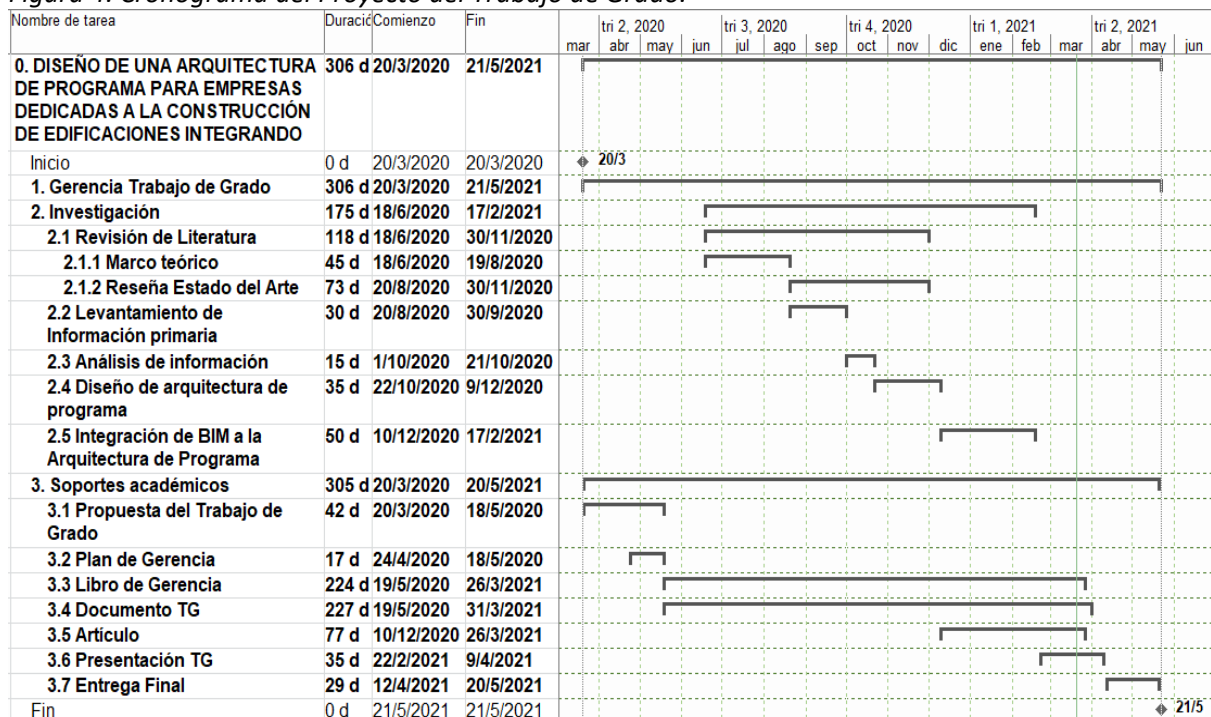 Figura 4. Cronograma del Proyecto del Trabajo de Grado.
Nombre de tarea Duració Comienzo Fin
tri 2, 2020 tri 3, 2020 tri 4, 2020 tri 1, 2021 tri 2, 2021
mar abr may jun jul ago sep oct nov dic ene feb mar abr may jun
0. DISEÑO DE UNA ARQUITECTURA 306 d 20/3/2020 21/5/2021
DE PROGRAMA PARA EMPRESAS
DEDICADAS A LA CONSTRUCCIÓN
DE EDIFICACIONES INTEGRANDO
Inicio 0 d 20/3/2020 20/3/2020 20/3
1. Gerencia Trabajo de Grado 306 d 20/3/2020 21/5/2021
2. Investigación 175 d 18/6/2020 17/2/2021
2.1 Revisión de Literatura 118 d 18/6/2020 30/11/2020
2.1.1 Marco teórico 45 d 18/6/2020 19/8/2020
2.1.2 Reseña Estado del Arte 73 d 20/8/2020 30/11/2020
2.2 Levantamiento de 30 d 20/8/2020 30/9/2020
Información primaria
2.3 Análisis de información 15 d 1/10/2020 21/10/2020
2.4 Diseño de arquitectura de 35 d 22/10/2020 9/12/2020
programa
2.5 Integración de BIM a la 50 d 10/12/2020 17/2/2021
Arquitectura de Programa
3. Soportes académicos 305 d 20/3/2020 20/5/2021
3.1 Propuesta del Trabajo de 42 d 20/3/2020 18/5/2020
Grado
3.2 Plan de Gerencia 17 d 24/4/2020 18/5/2020
3.3 Libro de Gerencia 224 d 19/5/2020 26/3/2021
3.4 Documento TG 227 d 19/5/2020 31/3/2021
3.5 Artículo 77 d 10/12/2020 26/3/2021
3.6 Presentación TG 35 d 22/2/2021 9/4/2021
3.7 Entrega Final 29 d 12/4/2021 20/5/2021
Fin 0 d 21/5/2021 21/5/2021 21/5